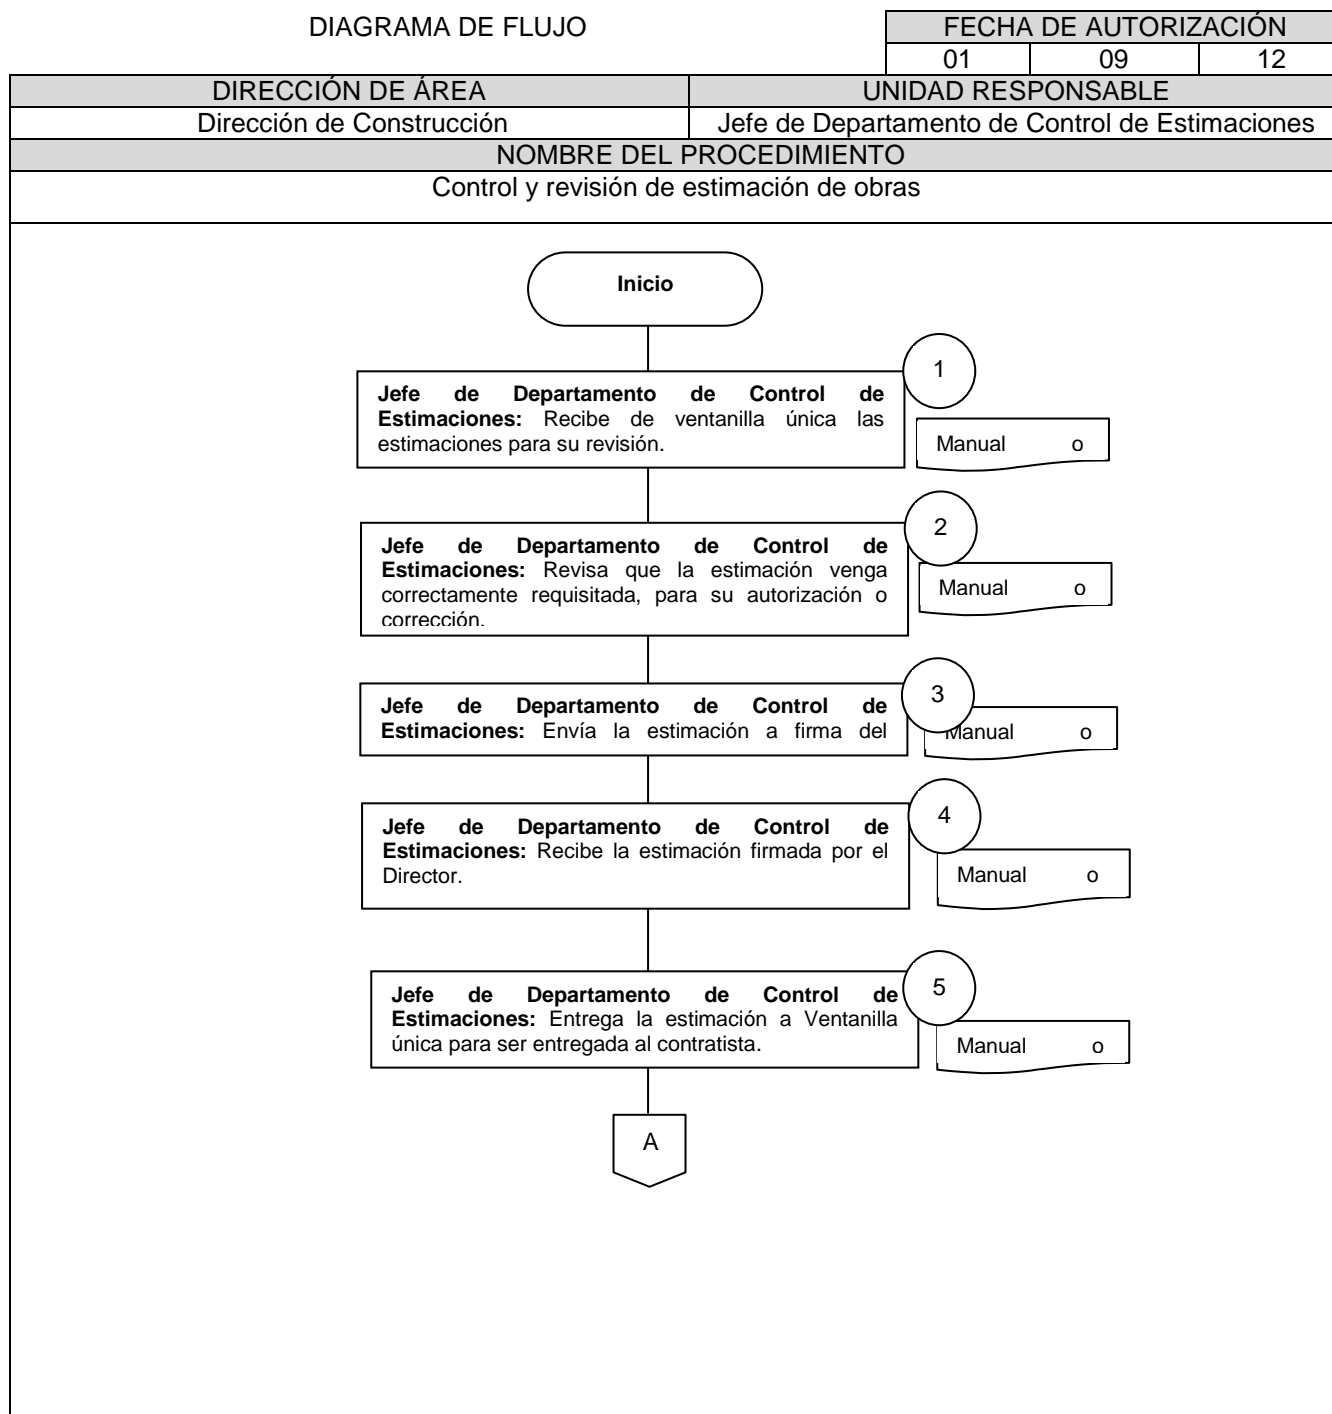 DIAGRAMA DE FLUJO
FECHA DE AUTORIZACIÓN
01 09 12
DIRECCIÓN DE ÁREA
UNIDAD RESPONSABLE
Dirección de Construcción
Jefe de Departamento de Control de Estimaciones
NOMBRE DEL PROCEDIMIENTO
Control y revisión de estimación de obras
Inicio
1
Jefe de Departamento de Control de
Estimaciones: Recibe de ventanilla única las
estimaciones para su revisión.
Manual o
2
Jefe de Departamento de Control de
Estimaciones: Revisa que la estimación venga
correctamente requisitada, para su autorización o
corrección.
Manual o
3
Jefe de Departamento de Control de
Estimaciones: Envía la estimación a firma del
Manual o
4
Jefe de Departamento de Control de
Estimaciones: Recibe la estimación firmada por el
Director.
Manual o
5
Jefe de Departamento de Control de
Estimaciones: Entrega la estimación a Ventanilla
única para ser entregada al contratista.
Manual o
A